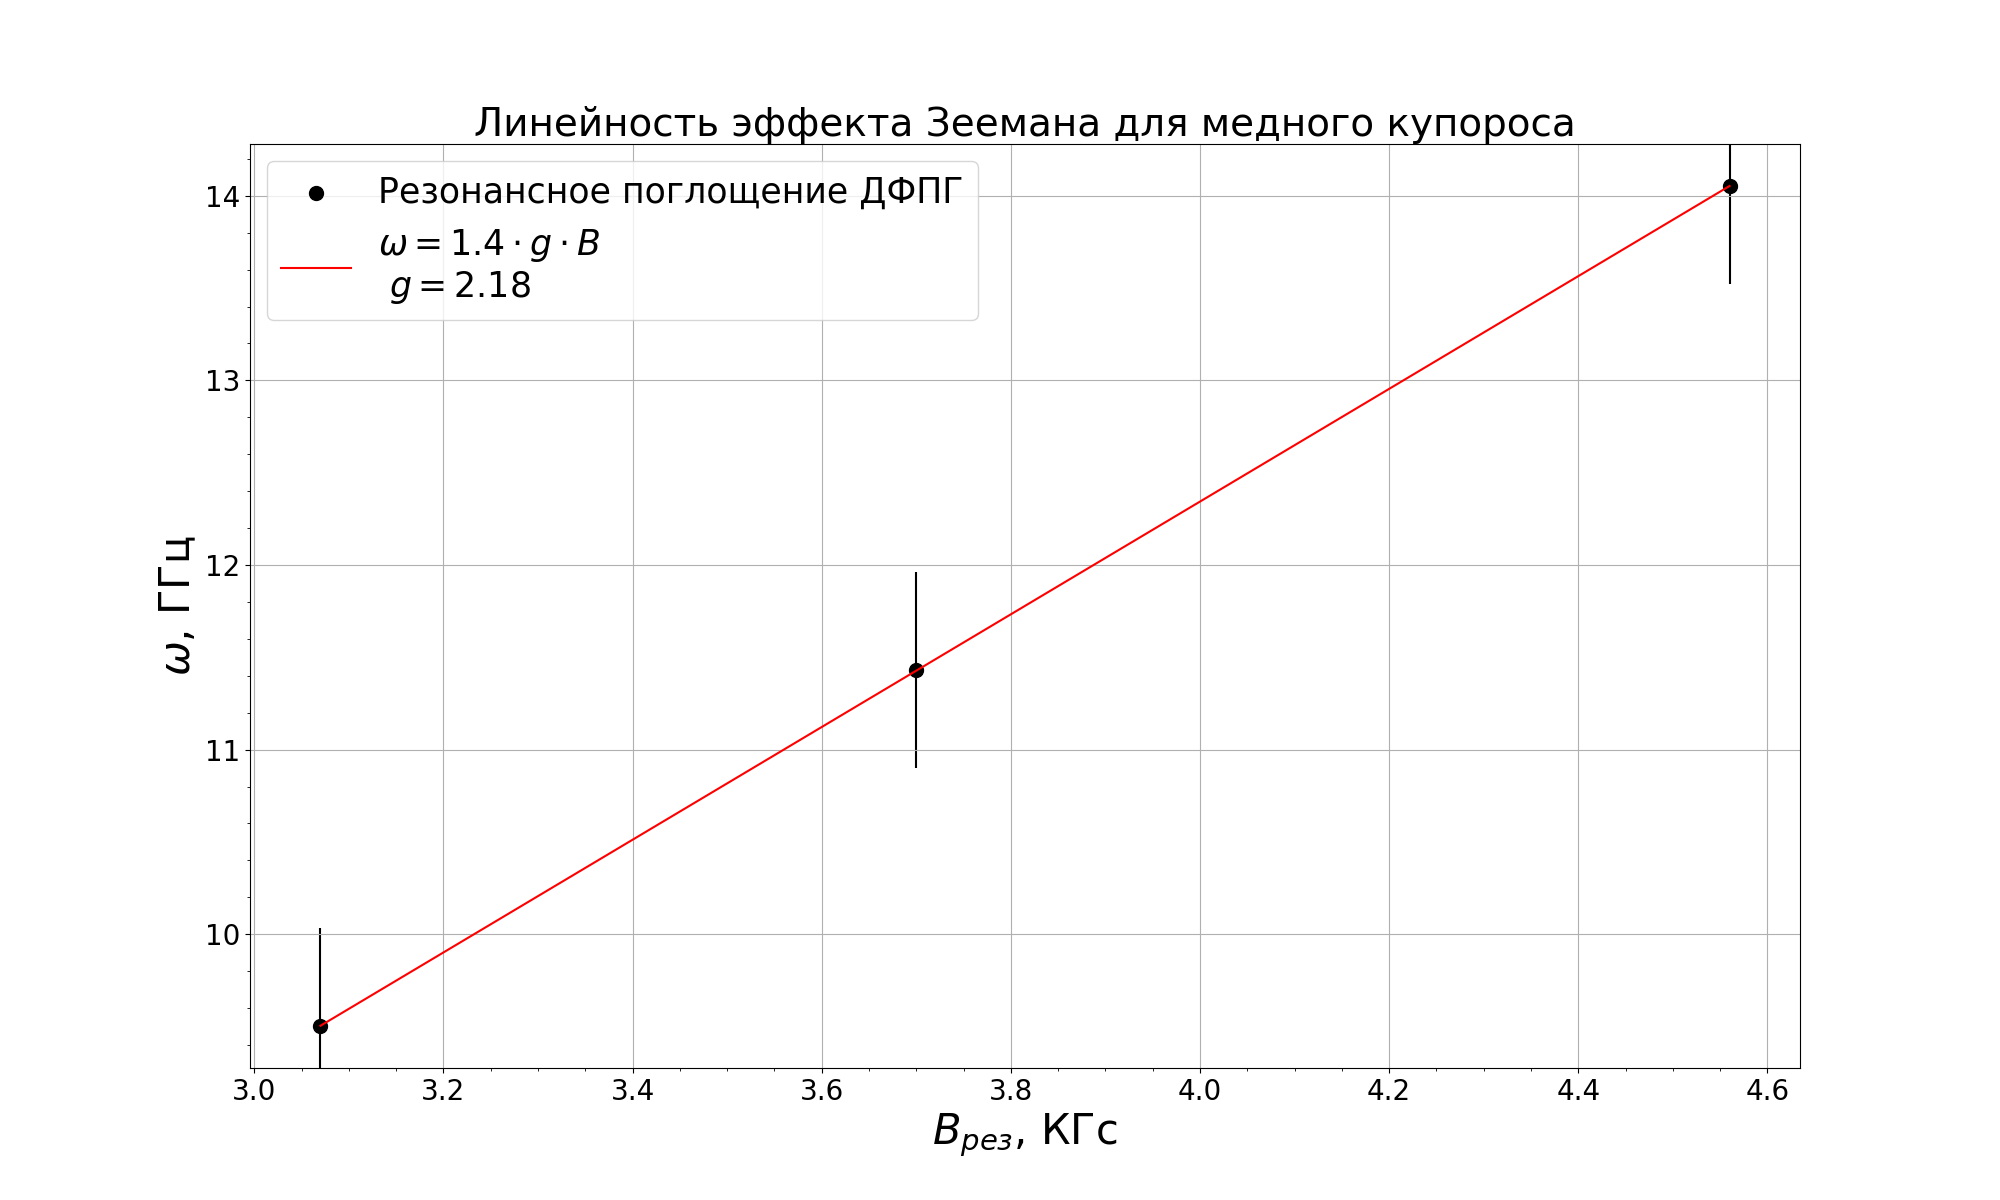 Линейность эффекта Зеемана для медного купороса
Резонансное поглощение ДФПГ
ω = 1.4 · g · B
g = 2.18
14
13
12
11
10
ω, ГГц
3.0 3.2 3.4 3.6 3.8 4.0 4.2 4.4 4.6
B_рез, КГс